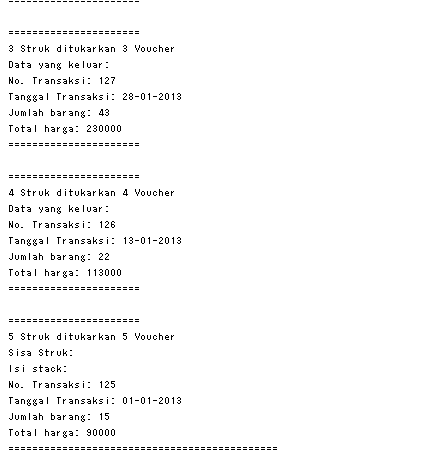 ======================
======================
3 Struk ditukarkan 3 Voucher
Data yang keluar:
No. Transaksi: 127
Tanggal Transaksi: 28-01-2013
Jumlah barang: 43
Total harga: 230000
======================
======================
4 Struk ditukarkan 4 Voucher
Data yang keluar:
No. Transaksi: 126
Tanggal Transaksi: 13-01-2013
Jumlah barang: 22
Total harga: 113000
======================
======================
5 Struk ditukarkan 5 Voucher
Sisa Struk:
Isi stack:
No. Transaksi: 125
Tanggal Transaksi: 01-01-2013
Jumlah barang: 15
Total harga: 90000
=============================================